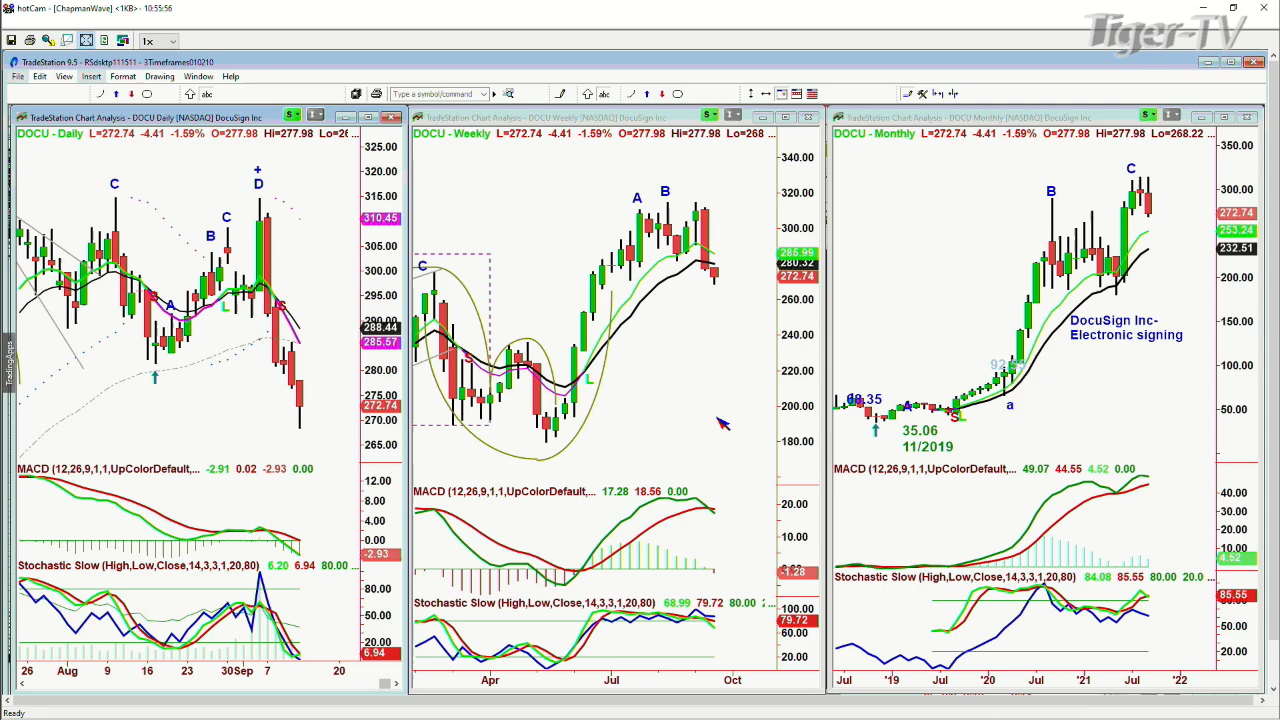 hotCam - [ChapmanWave] <1KB> - 10:55:56
Tiger-TV
1x
TradeStation 9.5 - RSdsktp111511 - 3Timeframes010210
File Edit View Insert Format Drawing Window Help
abc
Type a symbol/command
abc
TradingApps
TradeStation Chart Analysis - DOCU Daily [NASDAQ] DocuSign Inc
S
I
DOCU - Daily L=272.74 -4.41 -1.59% O=277.98 Hi=277.98 Lo=26...
325.00
320.00
315.00
310.45
305.00
300.00
295.00
290.00
288.44
285.57
280.00
272.74
270.00
265.00
C
+
D
C
B
S
A
L
S
MACD (12,26,9,1,1,UpColorDefault,... -2.91 0.02 -2.93 0.00
12.00
8.00
4.00
0.00
-2.93
Stochastic Slow (High,Low,Close,14,3,3,1,20,80) 6.20 6.94 80.00 ...
80.00
60.00
20.00
6.94
26 Aug 9 16 23 30 Sep 7 20
TradeStation Chart Analysis - DOCU Weekly [NASDAQ] DocuSign Inc
S
I
DOCU - Weekly L=272.74 -4.41 -1.59% O=277.98 Hi=277.98 Lo=268 ...
340.00
320.00
300.00
285.99
280.32
272.74
260.00
240.00
220.00
200.00
180.00
A
B
C
S
L
MACD (12,26,9,1,1,UpColorDefault,... 17.28 18.56 0.00
20.00
10.00
-1.28
Stochastic Slow (High,Low,Close,14,3,3,1,20,80) 68.99 79.72 80.00 2...
100.00
79.72
60.00
20.00
Apr Jul Oct
TradeStation Chart Analysis - DOCU Monthly [NASDAQ] DocuSign Inc
S
I
DOCU - Monthly L=272.74 -4.41 -1.59% O=277.98 Hi=277.98 Lo=268.22 ...
350.00
300.00
272.74
253.24
232.51
200.00
150.00
100.00
50.00
C
B
DocuSign Inc-
Electronic signing
a
A
S
L
35.06
11/2019
MACD (12,26,9,1,1,UpColorDefault,... 49.07 44.55 4.52 0.00
40.00
30.00
20.00
10.00
4.52
Stochastic Slow (High,Low,Close,14,3,3,1,20,80) 84.08 85.55 80.00 20.0 ...
85.55
50.00
20.00
Jul '19 Jul '20 Jul '21 Jul '22
Ready